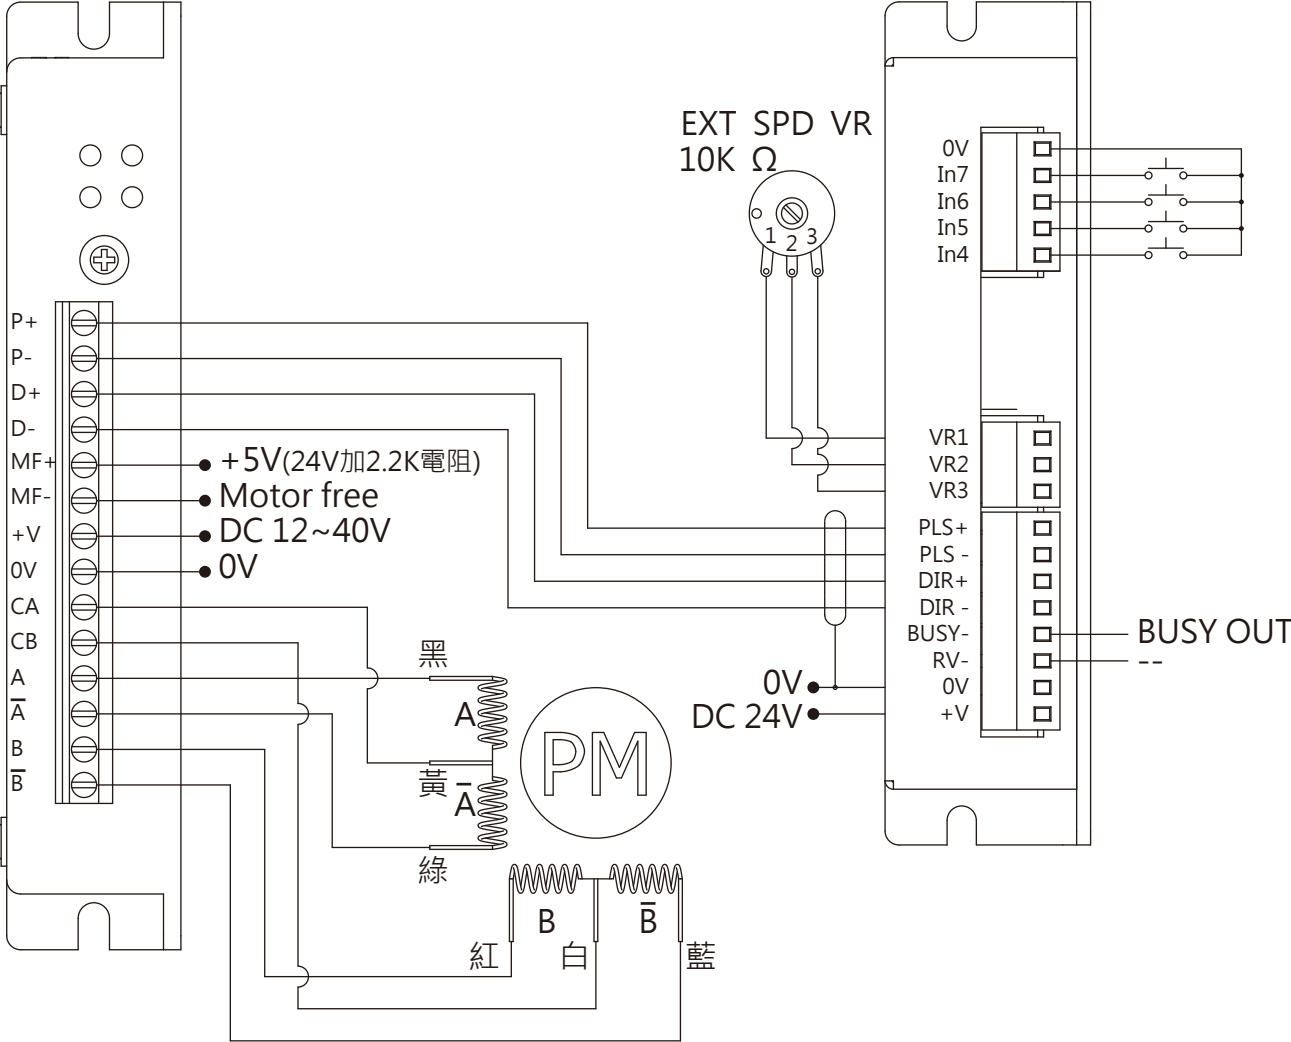 EXT SPD VR
10K Ω
1 2 3
P+
P-
D+
D-
MF+
MF-
+V
0V
CA
CB
A
A̅
B
B̅
+5V(24V加2.2K電阻)
Motor free
DC 12~40V
0V
黑
A
黃
A̅
綠
PM
B
B̅
紅
白
藍
0V
In7
In6
In5
In4
VR1
VR2
VR3
PLS+
PLS -
DIR+
DIR -
BUSY-
RV-
0V
+V
BUSY OUT
--
0V
DC 24V